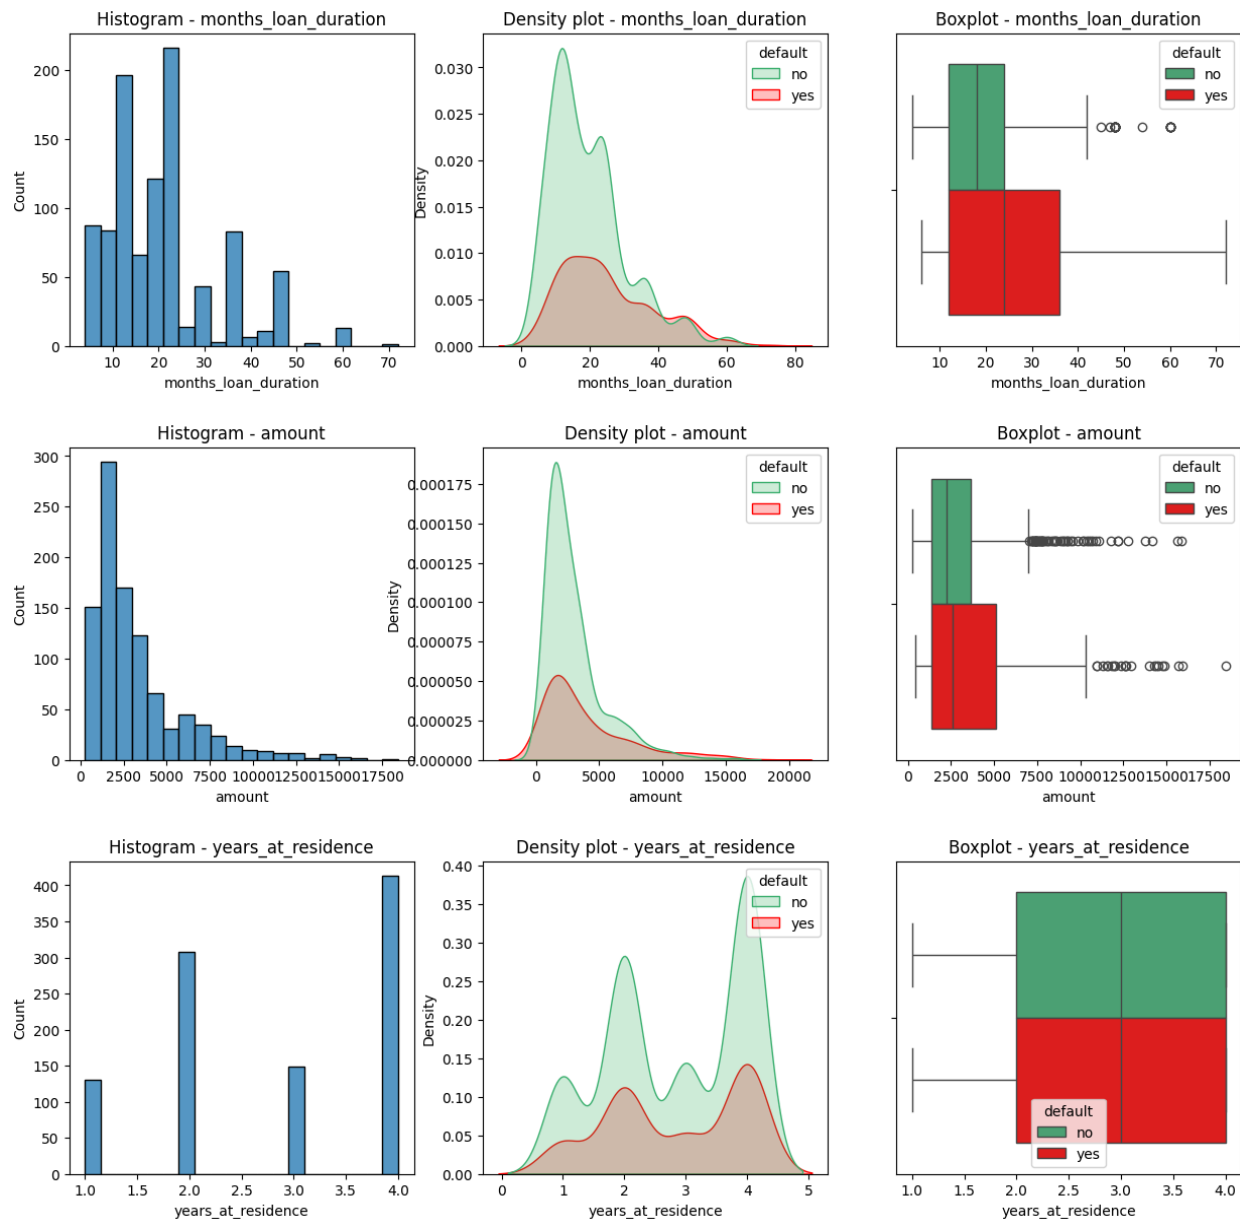 Histogram - months_loan_duration
200
150
100
50
0
Count
10 20 30 40 50 60 70
months_loan_duration
Density plot - months_loan_duration
0.030
0.025
0.020
0.015
0.010
0.005
0.000
Density
0 20 40 60 80
months_loan_duration
default
no
yes
Boxplot - months_loan_duration
default
no
yes
10 20 30 40 50 60 70
months_loan_duration
Histogram - amount
300
250
200
150
100
50
0
Count
0 2500 5000 7500 10000 12500 15000 17500
amount
Density plot - amount
0.000175
0.000150
0.000125
0.000100
0.000075
0.000050
0.000025
0.000000
Density
0 5000 10000 15000 20000
amount
default
no
yes
Boxplot - amount
default
no
yes
0 2500 5000 7500 10000 12500 15000 17500
amount
Histogram - years_at_residence
400
350
300
250
200
150
100
50
0
Count
1.0 1.5 2.0 2.5 3.0 3.5 4.0
years_at_residence
Density plot - years_at_residence
0.40
0.35
0.30
0.25
0.20
0.15
0.10
0.05
0.00
Density
0 1 2 3 4 5
years_at_residence
default
no
yes
Boxplot - years_at_residence
default
no
yes
1.0 1.5 2.0 2.5 3.0 3.5 4.0
years_at_residence